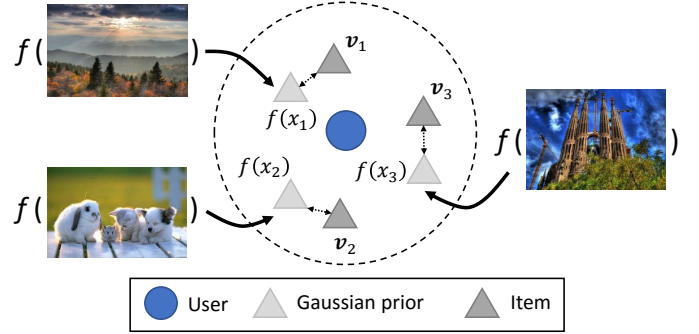 f( )
v₁
f(x₁)
v₃
f(x₃)
f( )
f(x₂)
v₂
f( )
User
Gaussian prior
Item